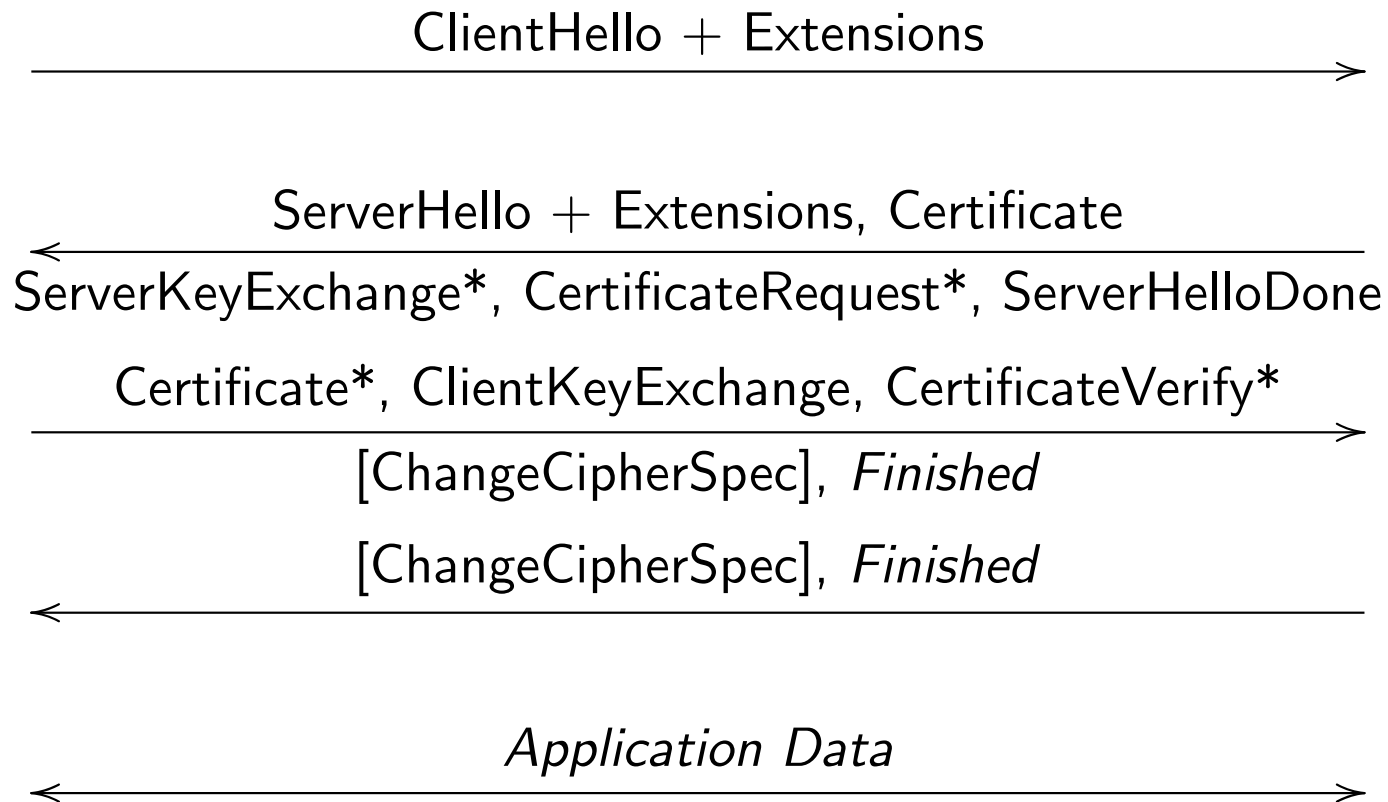 ClientHello + Extensions
ServerHello + Extensions, Certificate
ServerKeyExchange*, CertificateRequest*, ServerHelloDone
Certificate*, ClientKeyExchange, CertificateVerify*
[ChangeCipherSpec], Finished
[ChangeCipherSpec], Finished
Application Data